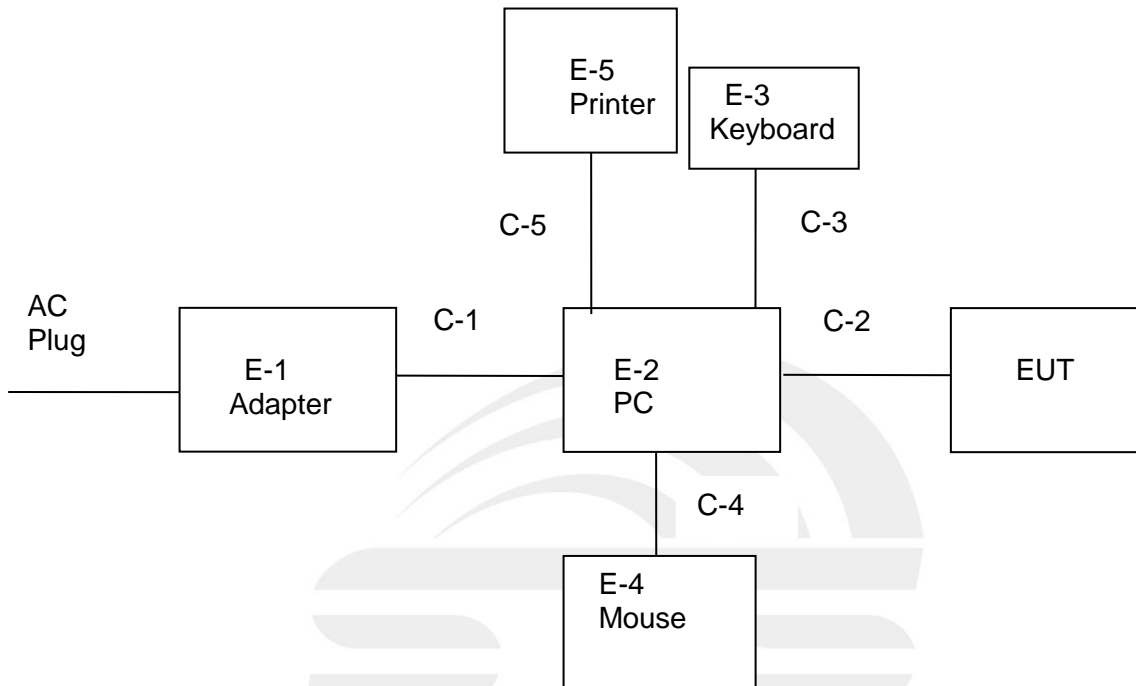 E-5
Printer
E-3
Keyboard
C-5
C-3
AC
Plug
C-1
C-2
E-1
Adapter
E-2
PC
EUT
C-4
E-4
Mouse